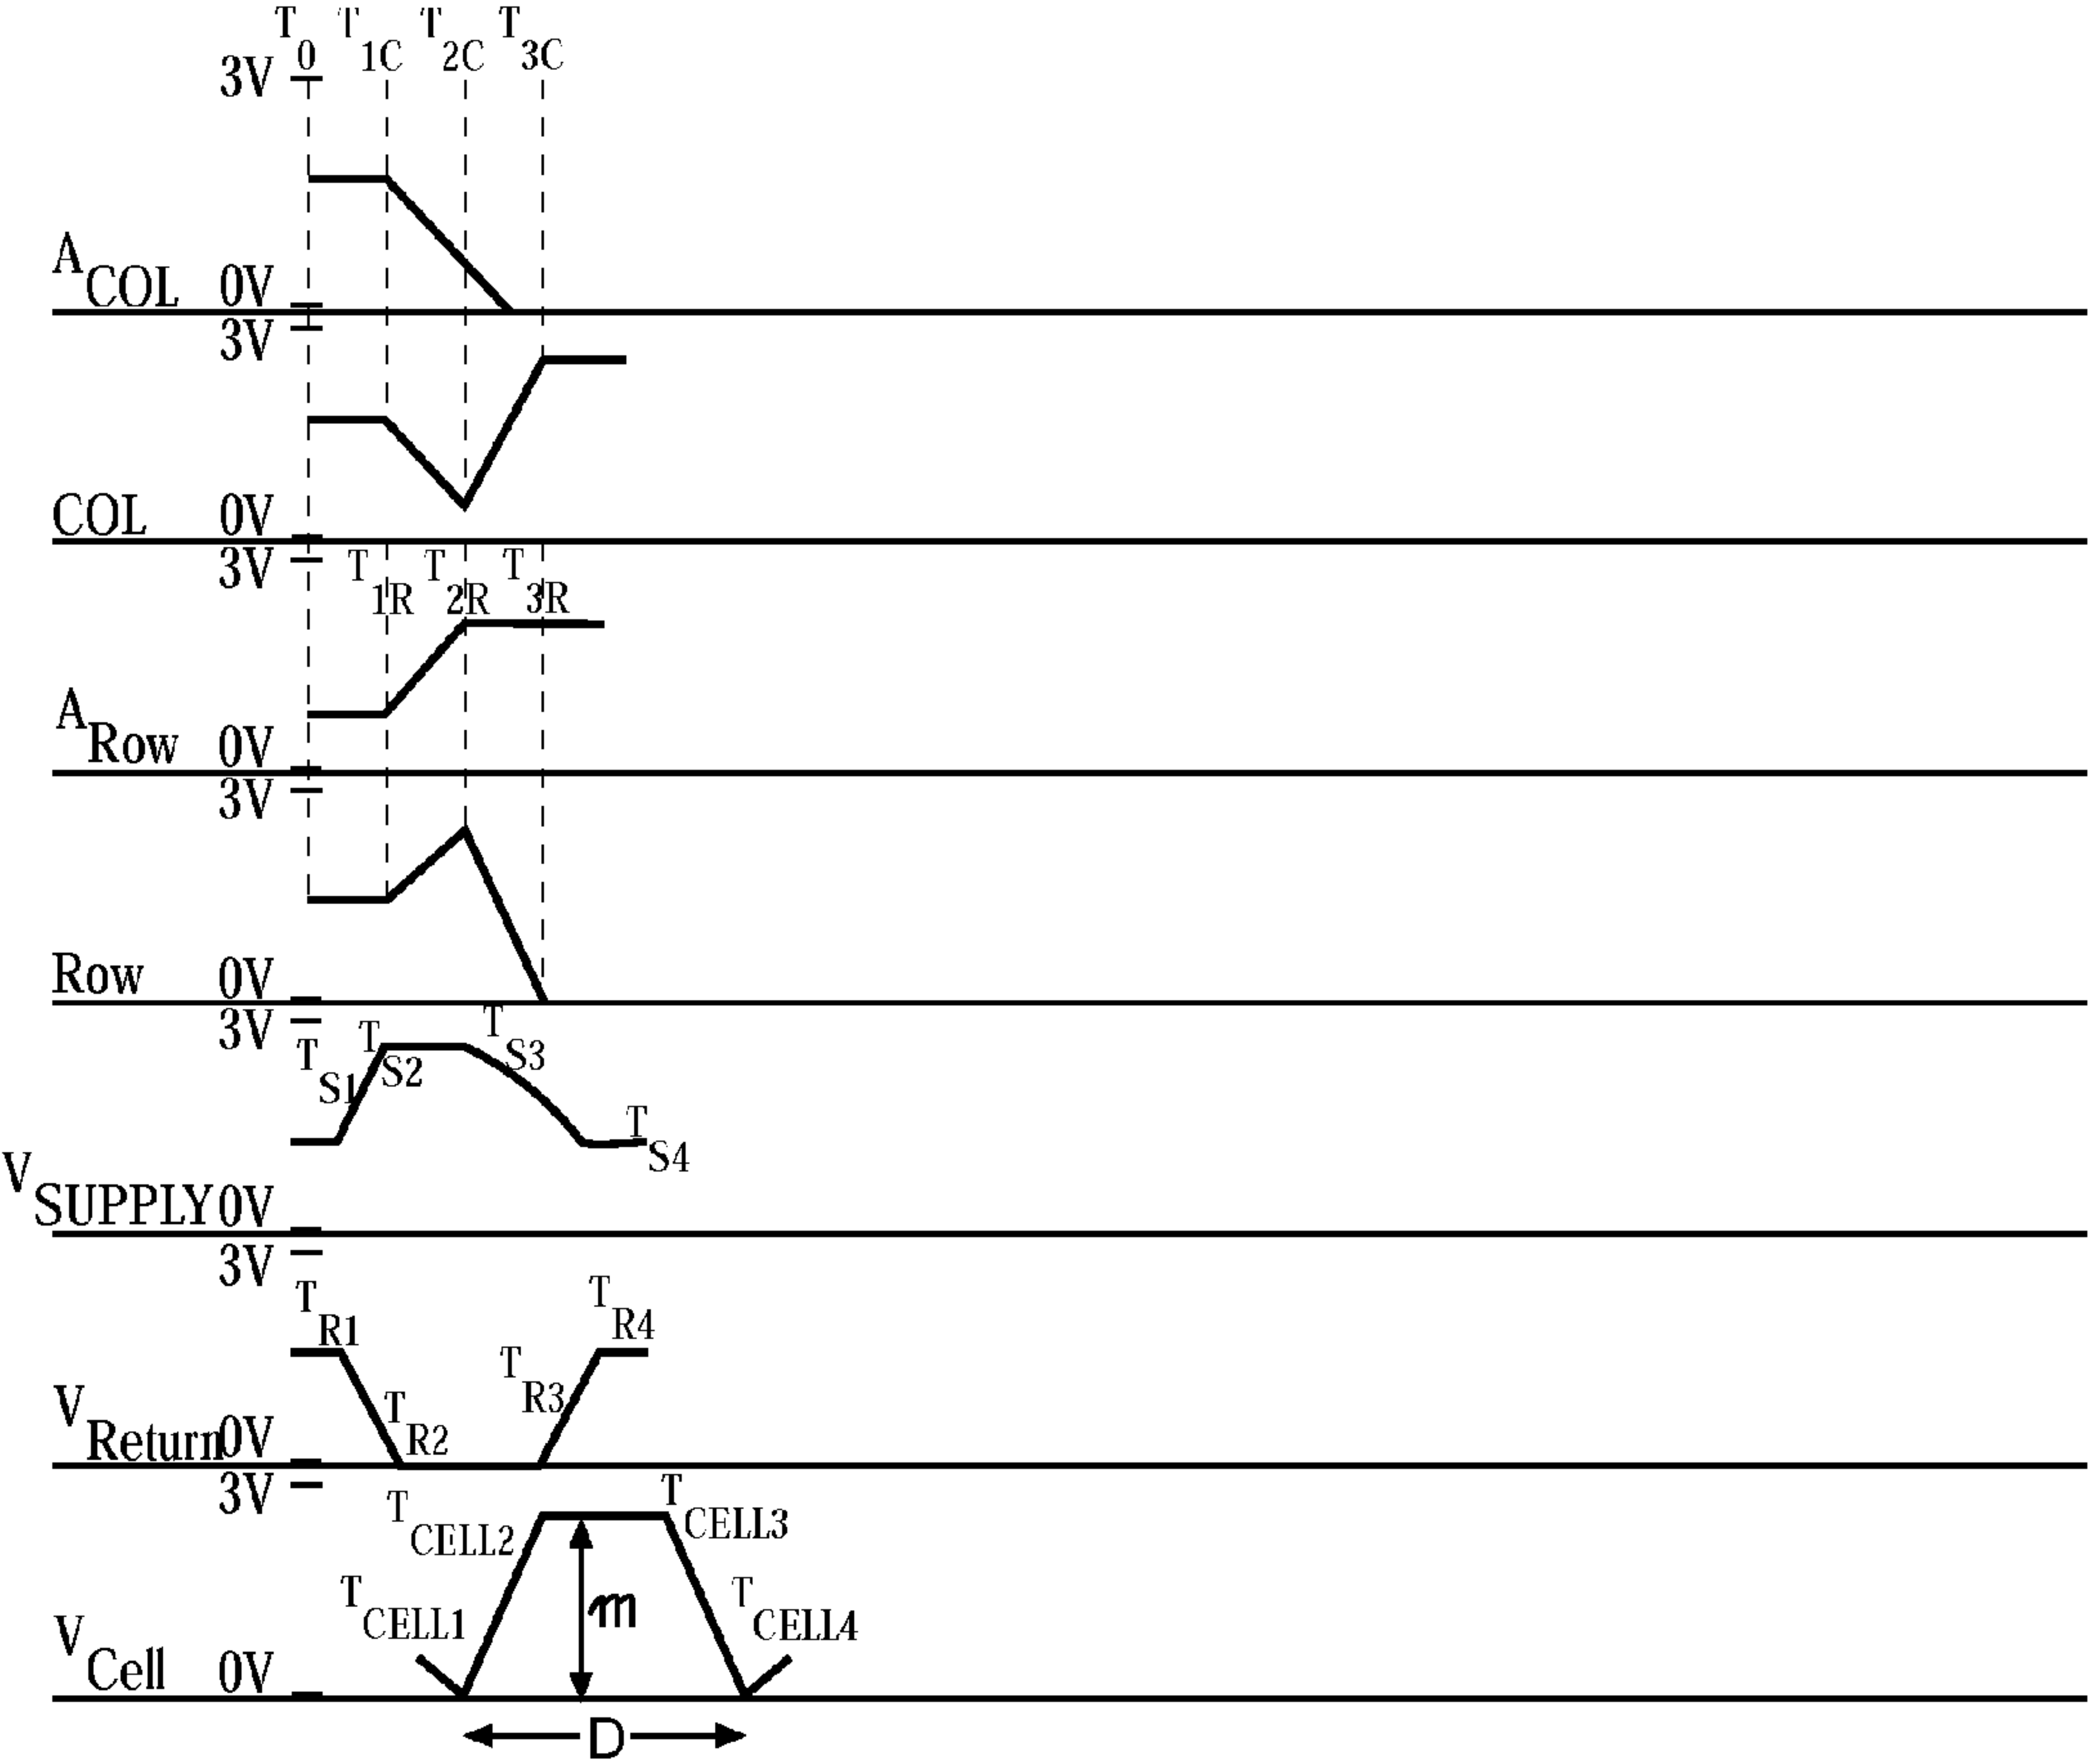 T0 T1C T2C T3C
3V
ACOL 0V
3V
COL 0V
3V T1R T2R T3R
ARow 0V
3V
Row 0V
3V TS1 TS2 TS3
TS4
VSUPPLY 0V
3V
TR1 TR4
TR3
TR2
VReturn 0V
3V
TCELL2 TCELL3
TCELL1 m TCELL4
VCell 0V
D